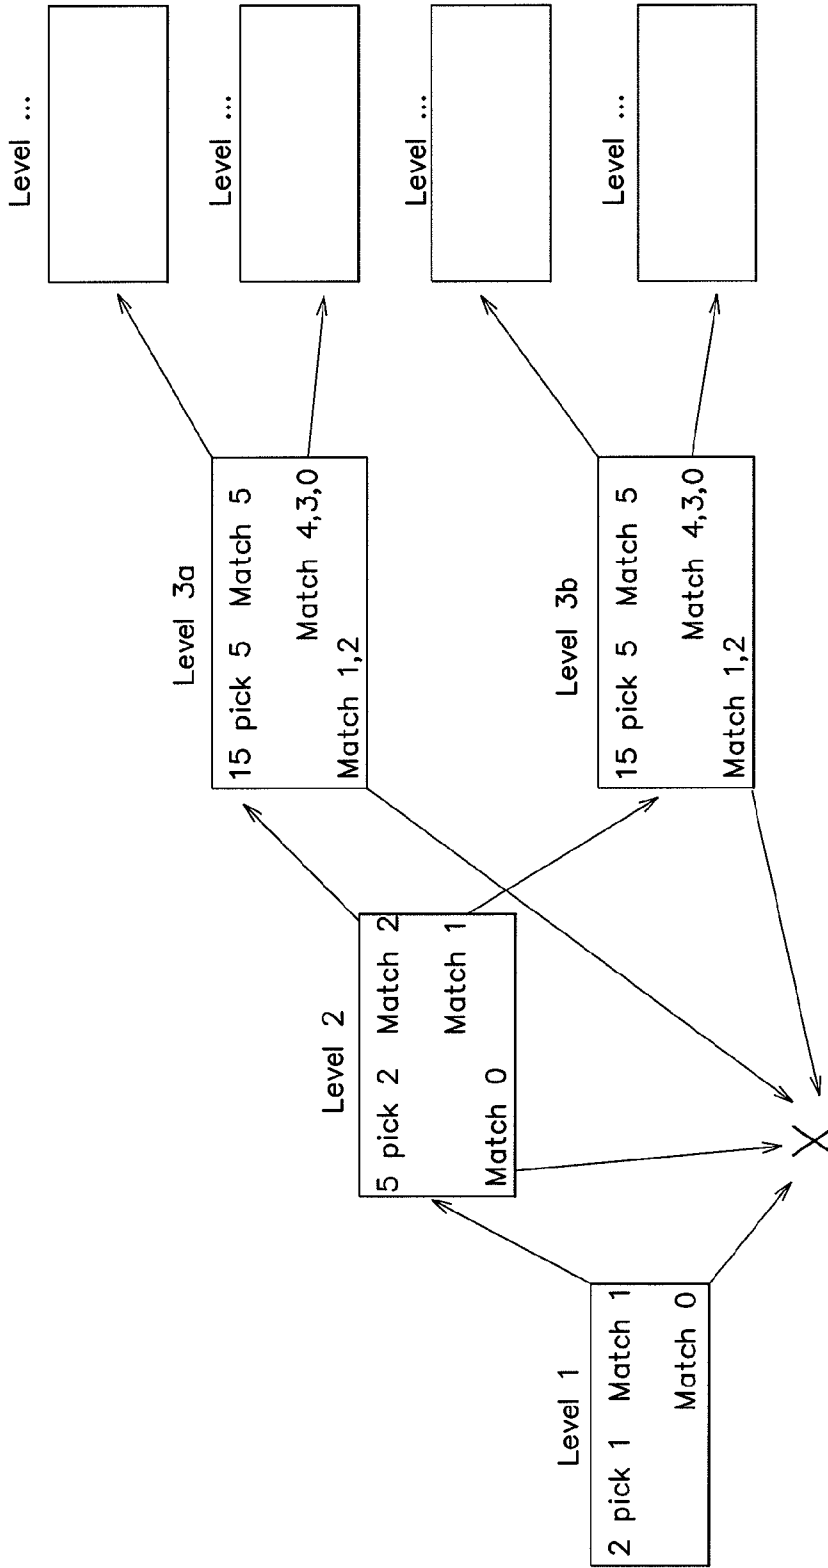 Level 1
2 pick 1 Match 1
Match 0
Level 2
5 pick 2 Match 2
Match 1
Match 0
X
Level 3a
15 pick 5 Match 5
Match 4,3,0
Match 1,2
Level 3b
15 pick 5 Match 5
Match 4,3,0
Match 1,2
Level ...
Level ...
Level ...
Level ...